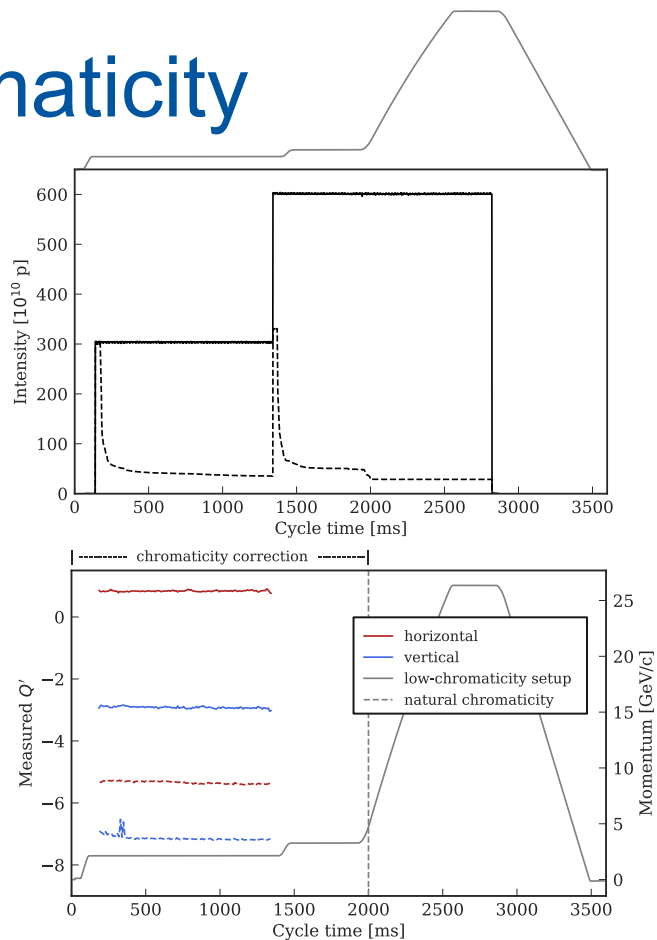 naticity
600
500
400
300
200
100
0
Intensity [10¹⁰ p]
0 500 1000 1500 2000 2500 3000 3500
Cycle time [ms]
chromaticity correction
0
−2
−4
−6
−8
Measured Q′
horizontal
vertical
low-chromaticity setup
natural chromaticity
25
20
15
10
5
0
Momentum [GeV/c]
0 500 1000 1500 2000 2500 3000 3500
Cycle time [ms]